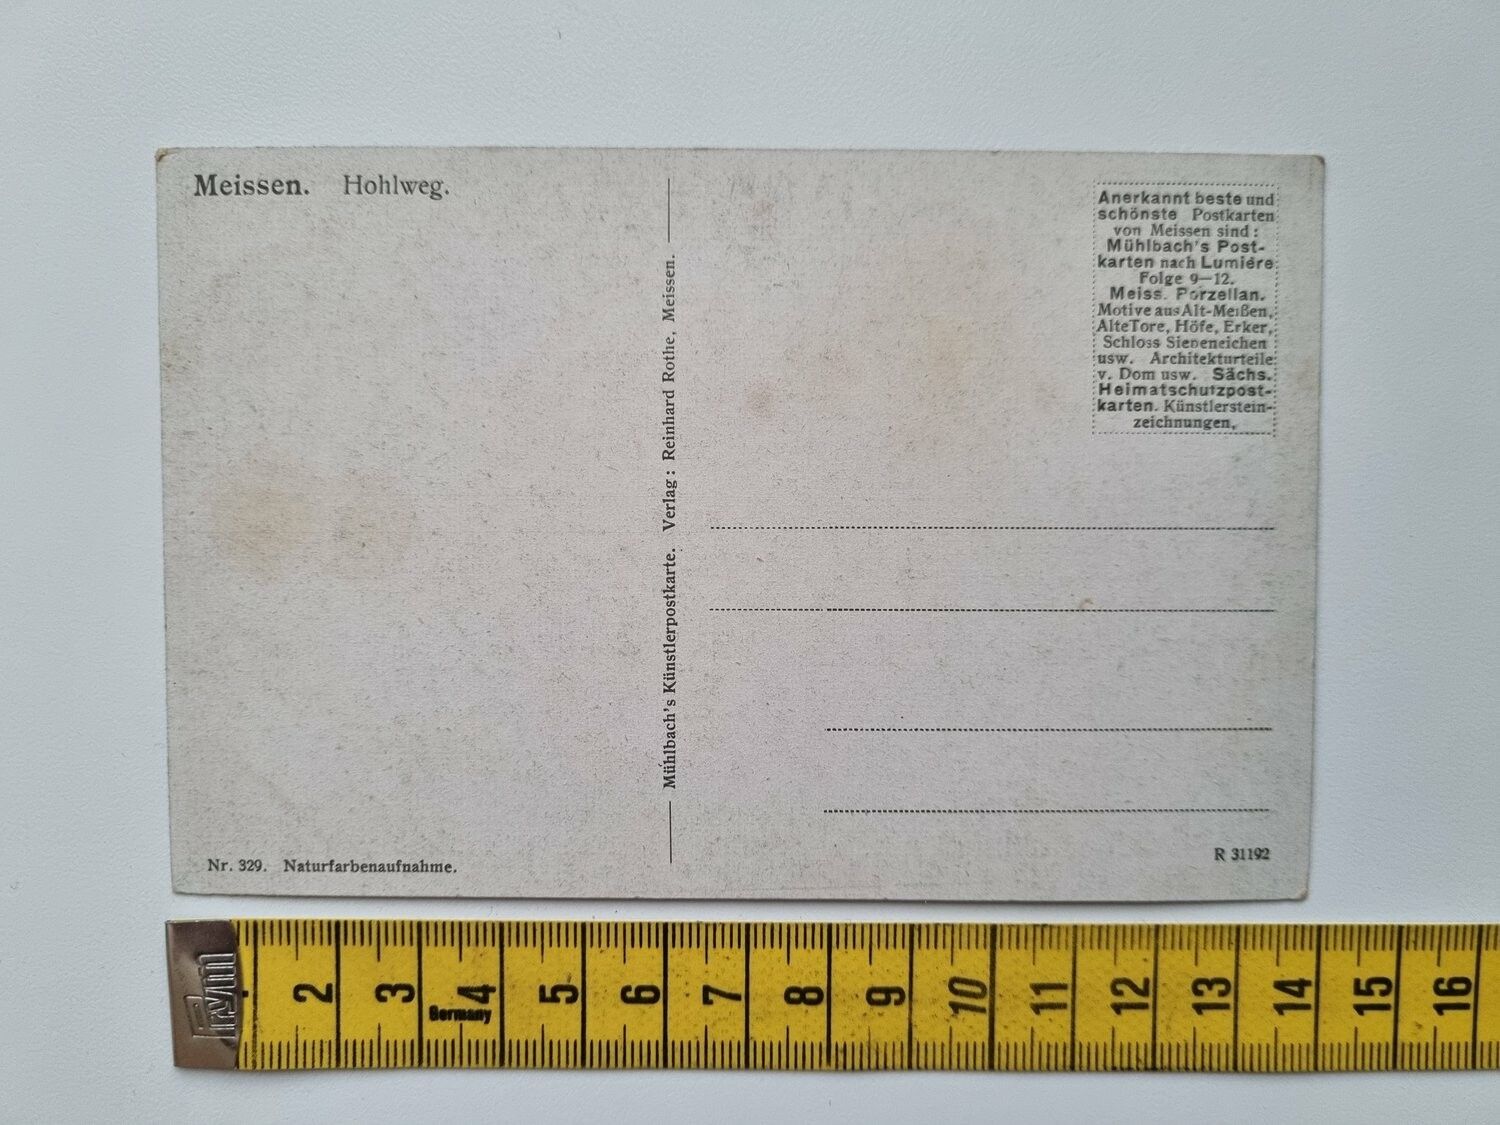 Meissen. Hohlweg.
Anerkannt beste und
schönste Postkarten
von Meissen sind:
Mühlbach's Post-
karten nach Lumiére
Folge 9—12.
Meiss. Porzellan.
Motive aus Alt-Meißen,
Alte Tore, Höfe, Erker,
Schloss Siebeneichen
usw. Architekturteile
v. Dom usw. Sächs.
Heimatschutzpost-
karten. Künstlerstein-
zeichnungen,
Mühlbach's Künstlerpostkarte. Verlag: Reinhard Rothe, Meissen.
Nr. 329. Naturfarbenaufnahme.
R 31192
Prym
2 3 4 5 6 7 8 9 10 11 12 13 14 15 16
Germany